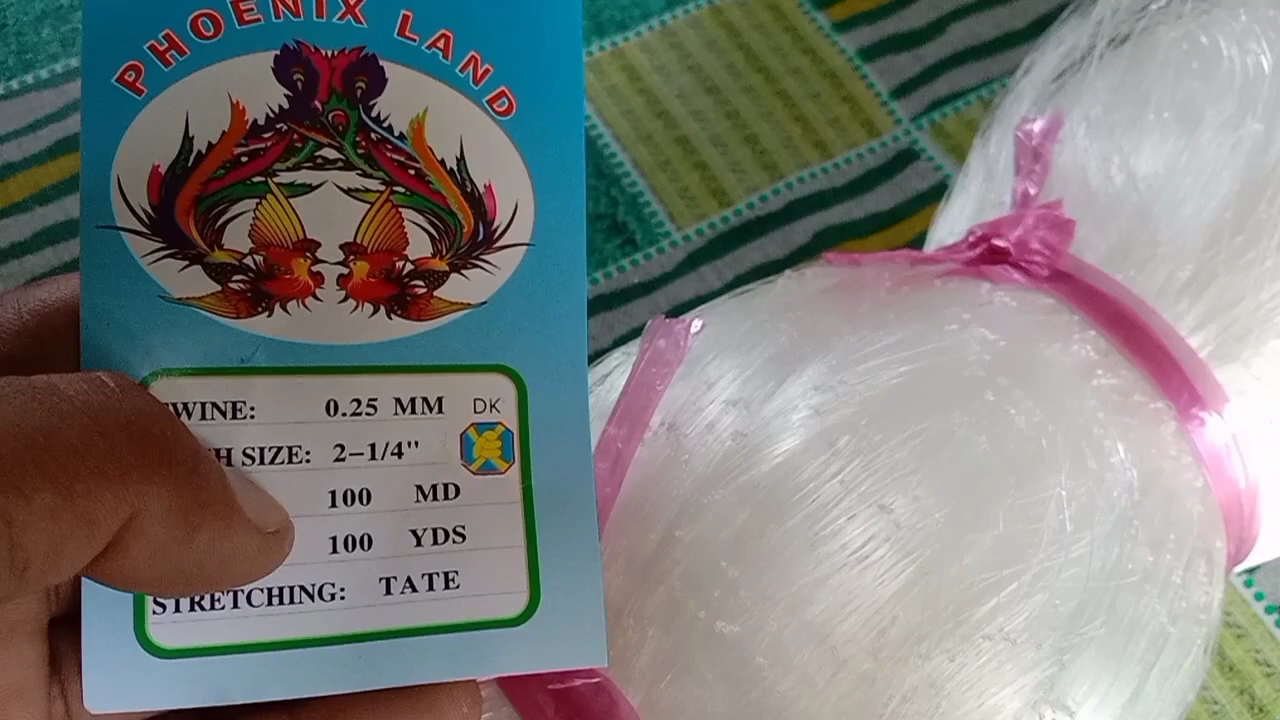 PHOENIX LAND
WINE: 0.25 MM DK
H SIZE: 2-1/4"
100 MD
100 YDS
STRETCHING: TATE